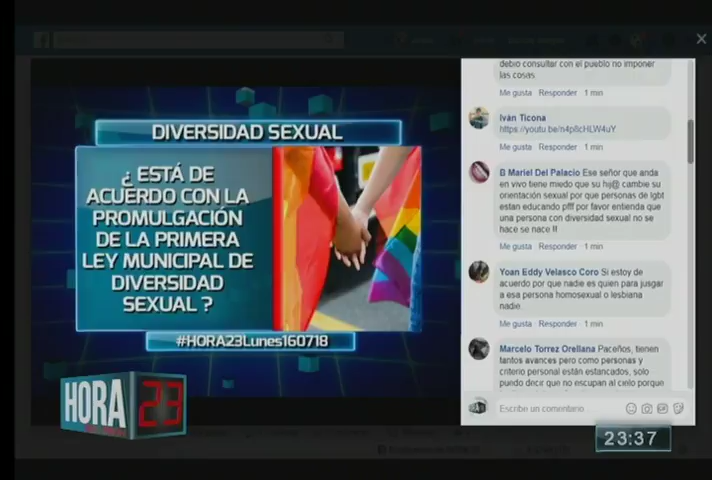 DIVERSIDAD SEXUAL
¿ ESTÁ DE
ACUERDO CON LA
PROMULGACIÓN
DE LA PRIMERA
LEY MUNICIPAL DE
DIVERSIDAD
SEXUAL ?
#HORA23Lunes160718
HORA 23
debio consultar con el pueblo no imponer
las cosas
Me gusta Responder 1 min
Iván Ticona
https://youtu.be/n4p8cHLW4uY
Me gusta Responder 1 min
B Mariel Del Palacio Ese señor que anda
en vivo tiene miedo que su hij@ cambie su
orientación sexual por que personas de lgbt
estan educando pfff por favor entienda que
una persona con diversidad sexual no se
hace se nace !!
Me gusta Responder 1 min
Yoan Eddy Velasco Coro Si estoy de
acuerdo por que nadie es quien para jusgar
a esa persona homosexual o lesbiana
nadie
Me gusta Responder 1 min
Marcelo Torrez Orellana Paceños, tienen
tantos avances pero como personas y
criterio personal están estancados, solo
puedo decir que no escupan al cielo porque
Escribe un comentario...
23:37